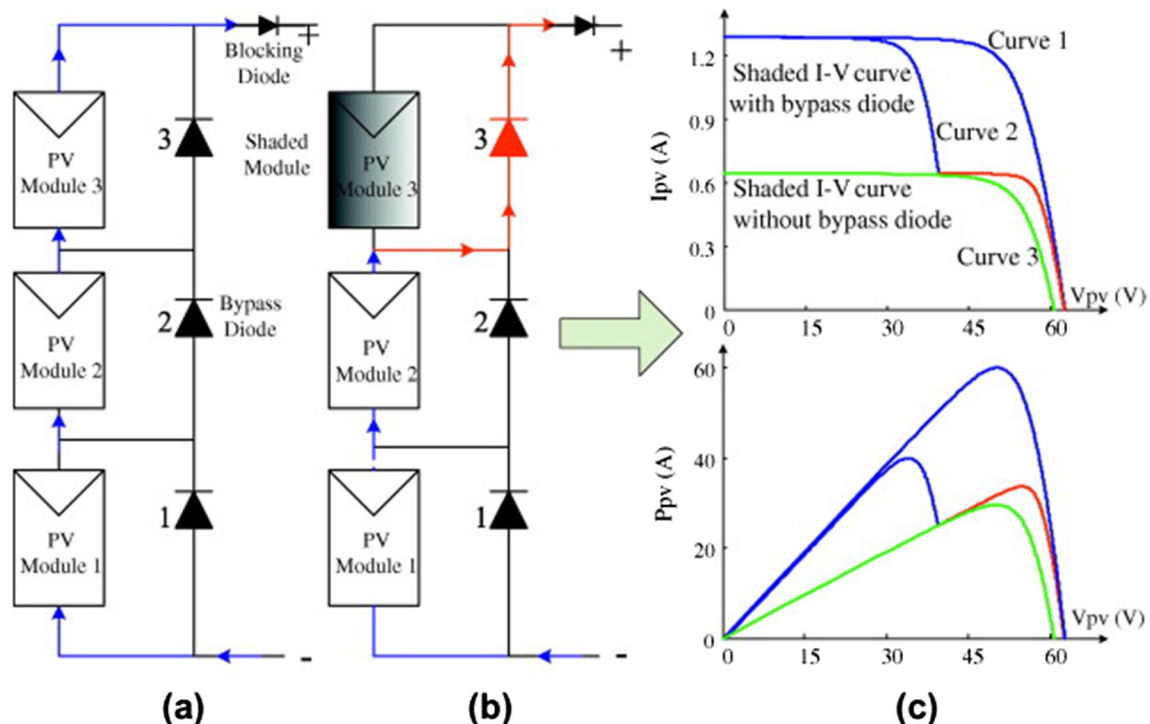 Blocking
Diode
+
3
PV
Module 3
Bypass
Diode
2
PV
Module 2
1
PV
Module 1
-
(a)
+
Shaded
Module
3
PV
Module 3
2
PV
Module 2
1
PV
Module 1
-
(b)
Ipv (A)
1.2
0.9
0.6
0.3
0
Curve 1
Shaded I-V curve
with bypass diode
Curve 2
Shaded I-V curve
without bypass diode
Curve 3
Vpv (V)
0
15
30
45
60
Ppv (A)
60
40
20
0
Vpv (V)
0
15
30
45
60
(c)